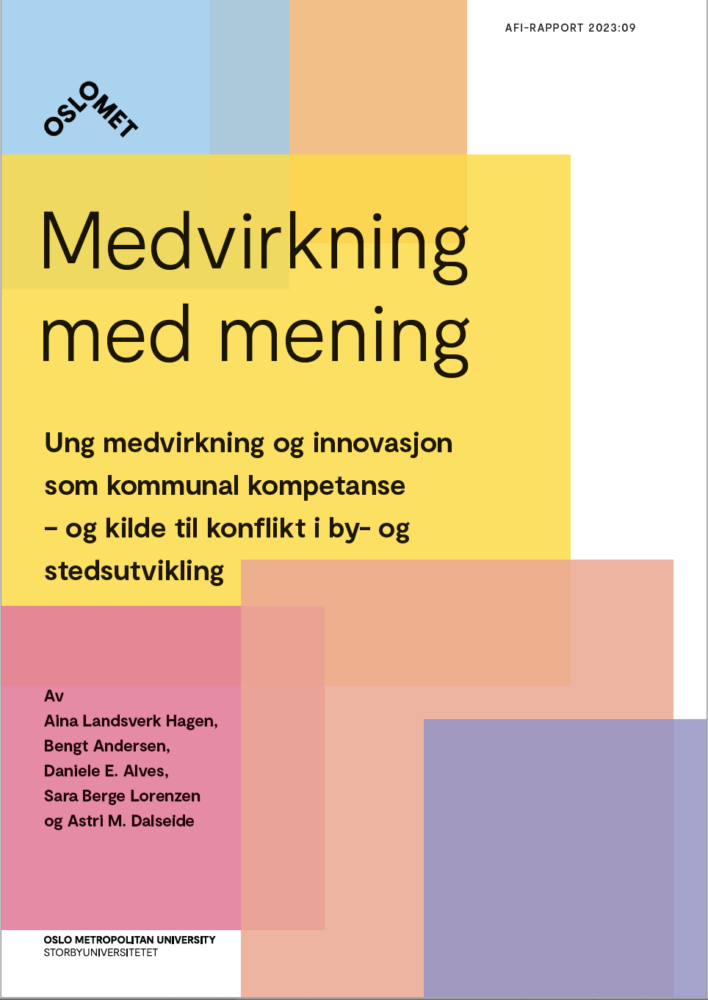 AFI-RAPPORT 2023:09
OSLOMET
Medvirkning
med mening
Ung medvirkning og innovasjon
som kommunal kompetanse
– og kilde til konflikt i by- og
stedsutvikling
Av
Aina Landsverk Hagen,
Bengt Andersen,
Daniele E. Alves,
Sara Berge Lorenzen
og Astri M. Dalseide
OSLO METROPOLITAN UNIVERSITY
STORBYUNIVERSITETET